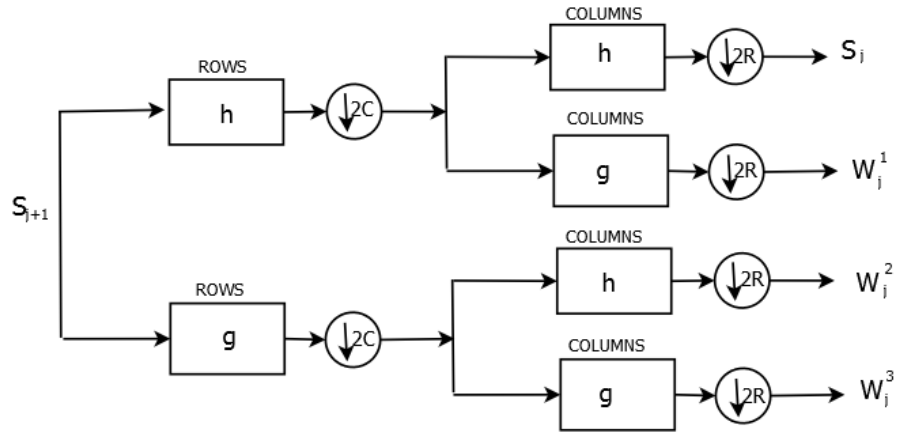 COLUMNS
h
↓2R
S j
ROWS
h
↓2C
COLUMNS
g
↓2R
W j 1
S j+1
COLUMNS
h
↓2R
W j 2
ROWS
g
↓2C
COLUMNS
g
↓2R
W j 3